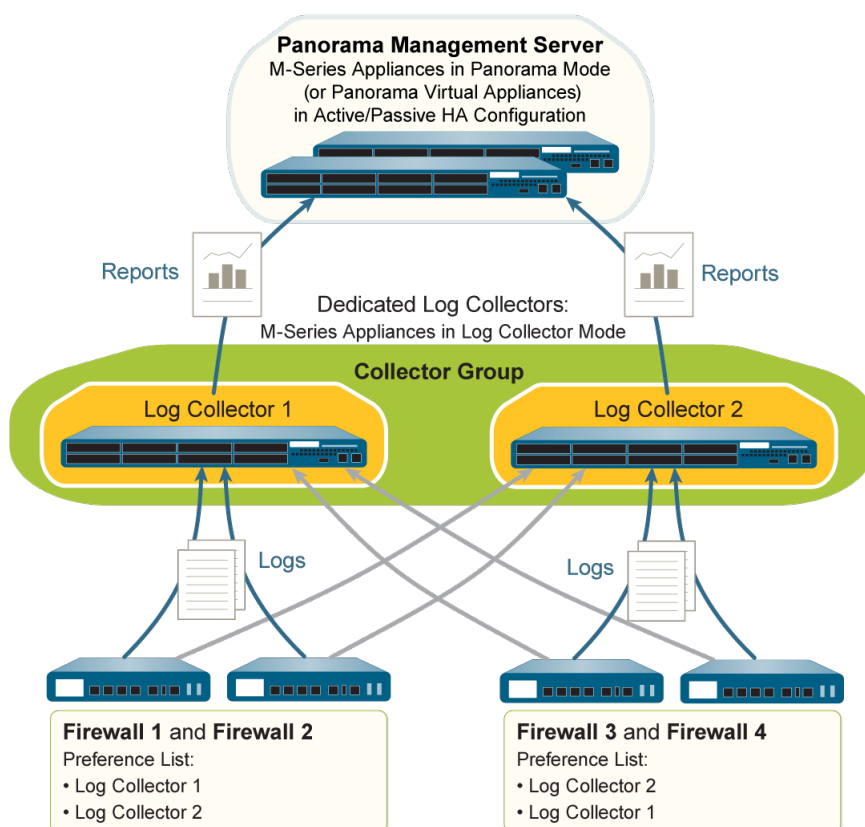 Panorama Management Server
M-Series Appliances in Panorama Mode
(or Panorama Virtual Appliances)
in Active/Passive HA Configuration
Reports
Reports
Dedicated Log Collectors:
M-Series Appliances in Log Collector Mode
Collector Group
Log Collector 1
Log Collector 2
Logs
Logs
Firewall 1 and Firewall 2
Preference List:
• Log Collector 1
• Log Collector 2
Firewall 3 and Firewall 4
Preference List:
• Log Collector 2
• Log Collector 1